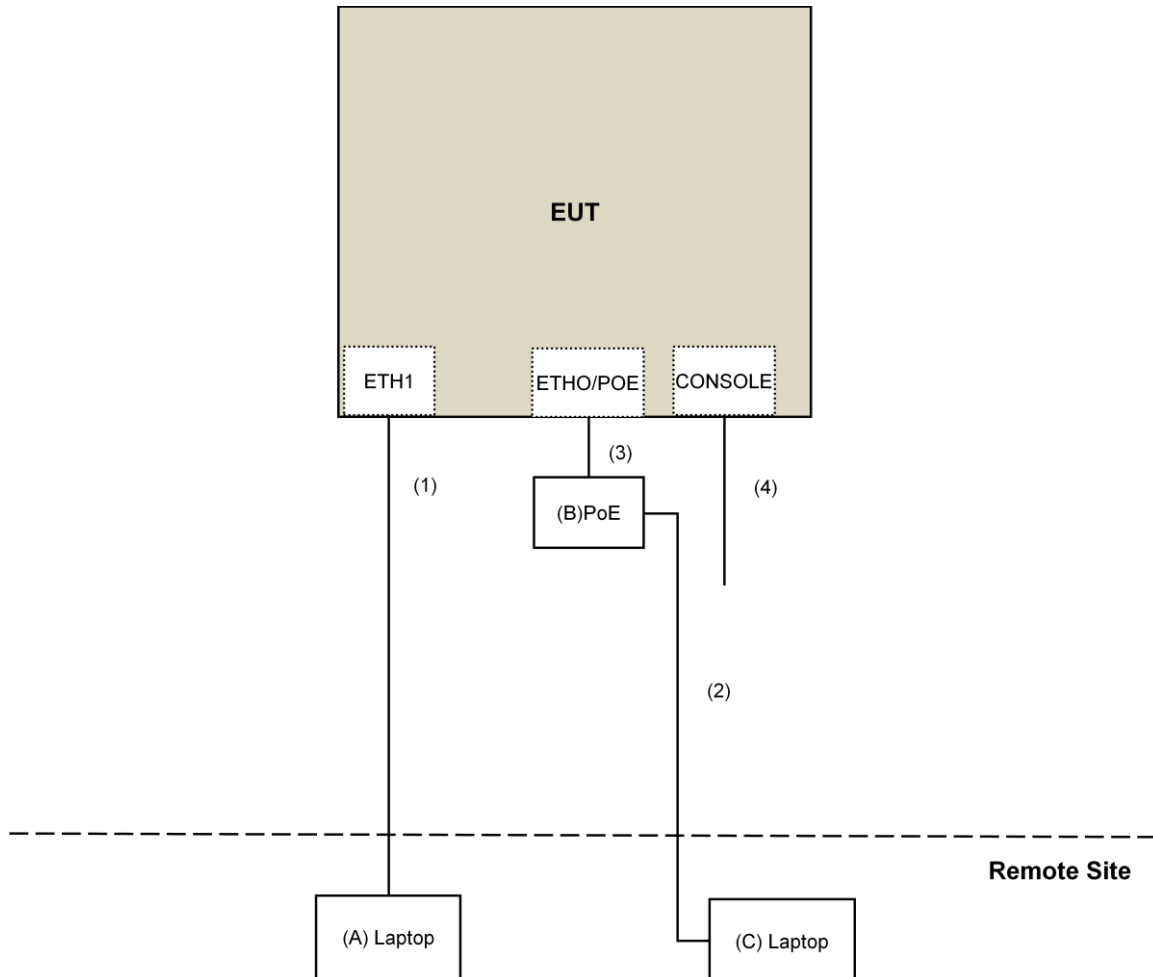 EUT
ETH1
ETHO/POE
CONSOLE
(3)
(1)
(4)
(B)PoE
(2)
Remote Site
(A) Laptop
(C) Laptop